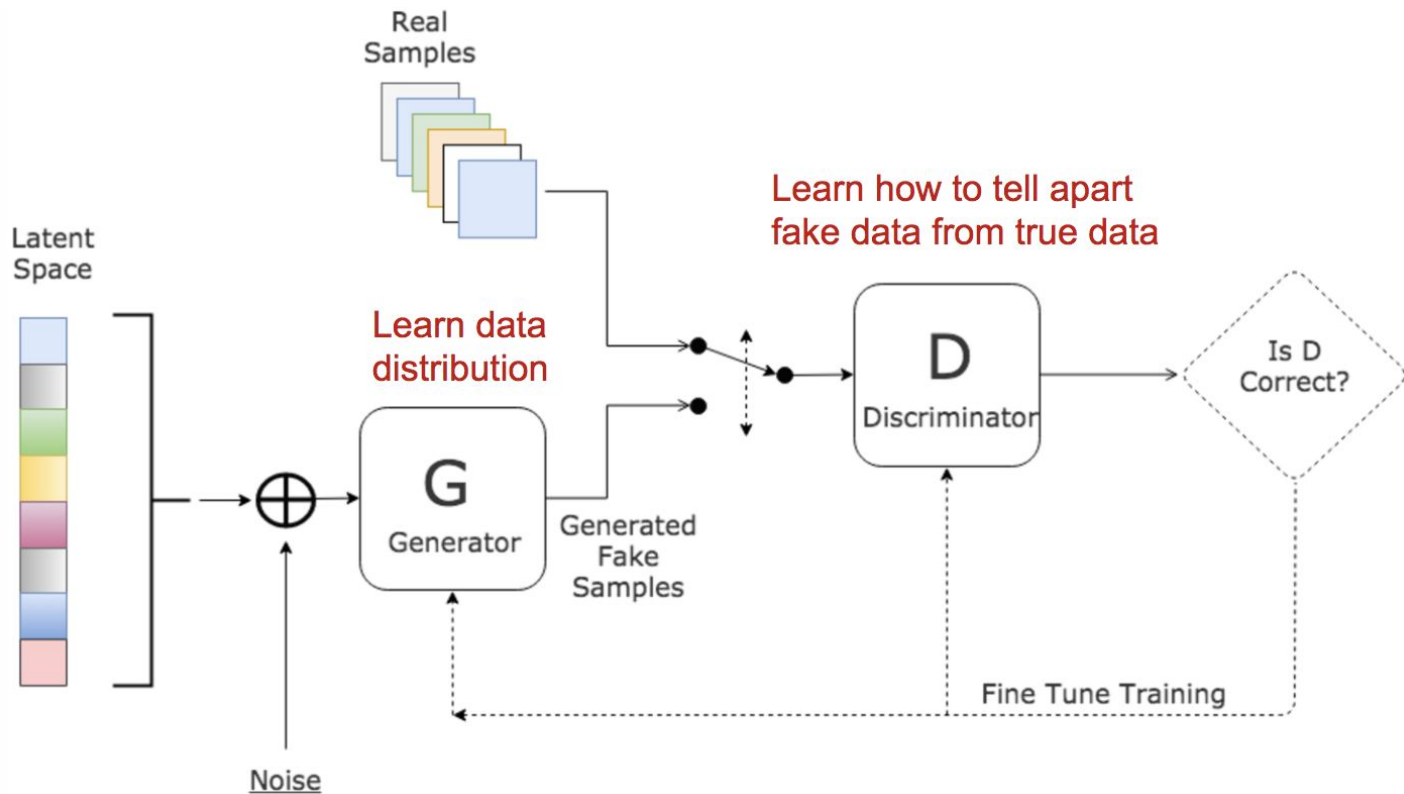 Real
Samples
Learn how to tell apart
fake data from true data
Latent
Space
Learn data
distribution
D
Discriminator
Is D
Correct?
G
Generator
Generated
Fake
Samples
Fine Tune Training
Noise